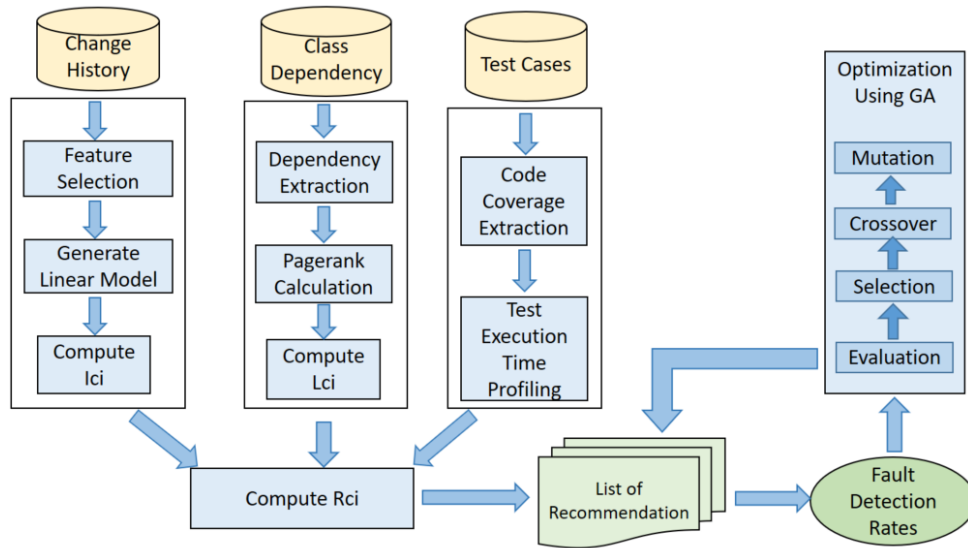 Change
History
Feature
Selection
Generate
Linear Model
Compute
Ici
Class
Dependency
Dependency
Extraction
Pagerank
Calculation
Compute
Lci
Test Cases
Code
Coverage
Extraction
Test
Execution
Time
Profiling
Compute Rci
List of
Recommendation
Fault
Detection
Rates
Optimization
Using GA
Mutation
Crossover
Selection
Evaluation